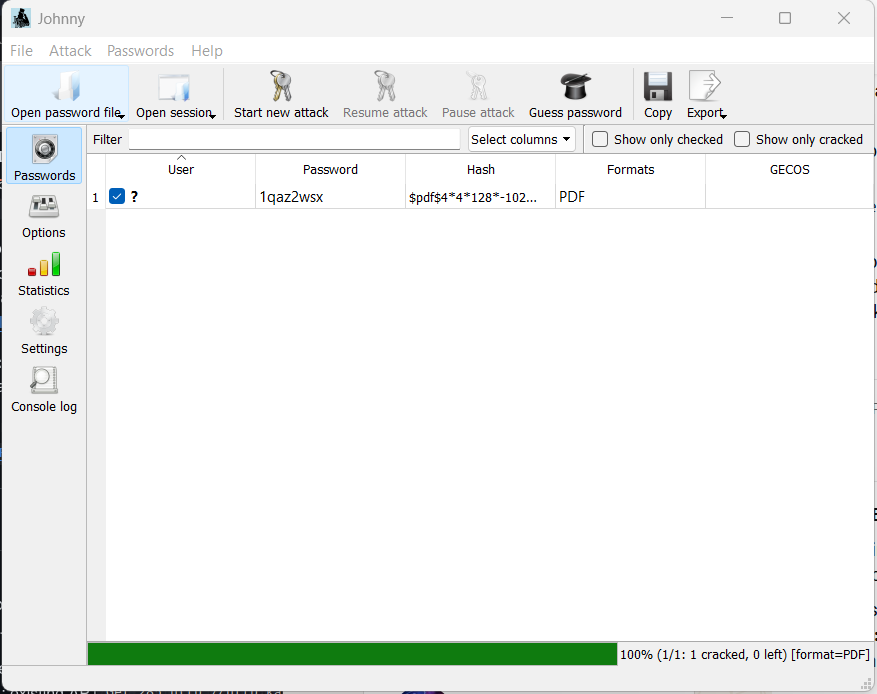 Johnny
File Attack Passwords Help
Open password file Open session Start new attack Resume attack Pause attack Guess password Copy Export
Passwords
Options
Statistics
Settings
Console log
Filter Select columns Show only checked Show only cracked
User Password Hash Formats GECOS
1 ? 1qaz2wsx $pdf$4*4*128*-102... PDF
100% (1/1: 1 cracked, 0 left) [format=PDF]